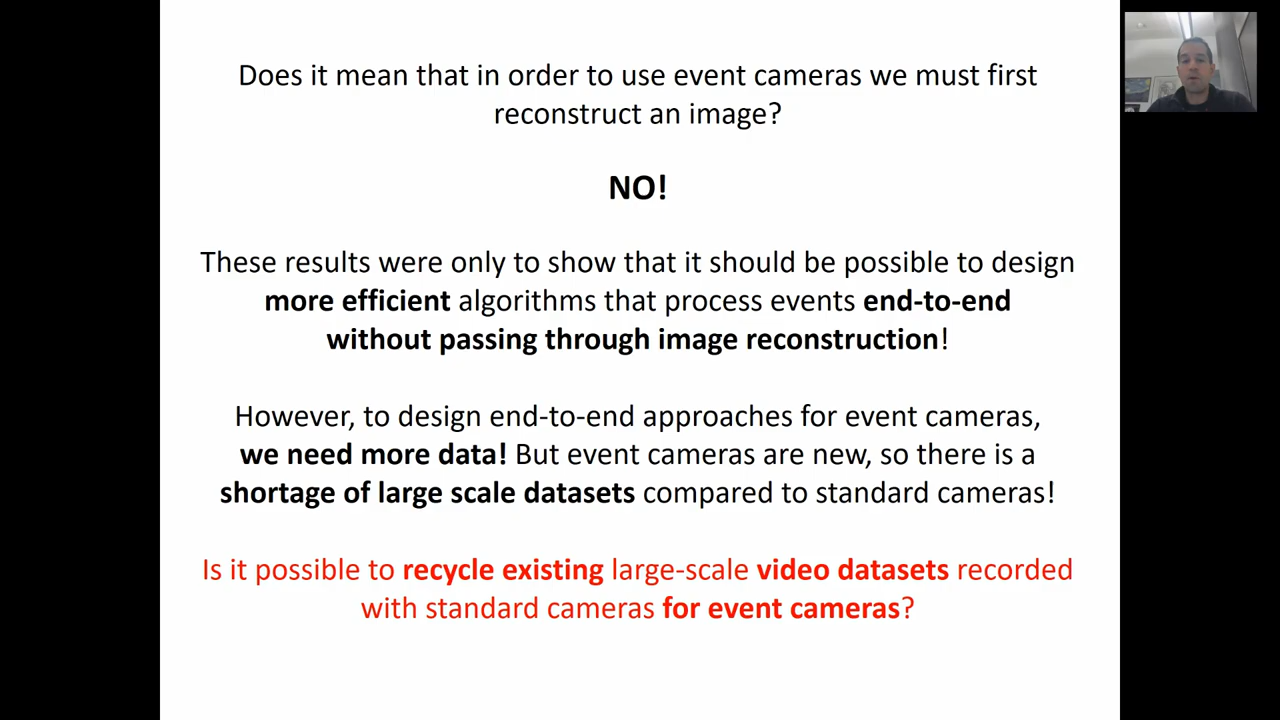 Does it mean that in order to use event cameras we must first
reconstruct an image?
NO!
These results were only to show that it should be possible to design
more efficient algorithms that process events end-to-end
without passing through image reconstruction!
However, to design end-to-end approaches for event cameras,
we need more data! But event cameras are new, so there is a
shortage of large scale datasets compared to standard cameras!
Is it possible to recycle existing large-scale video datasets recorded
with standard cameras for event cameras?